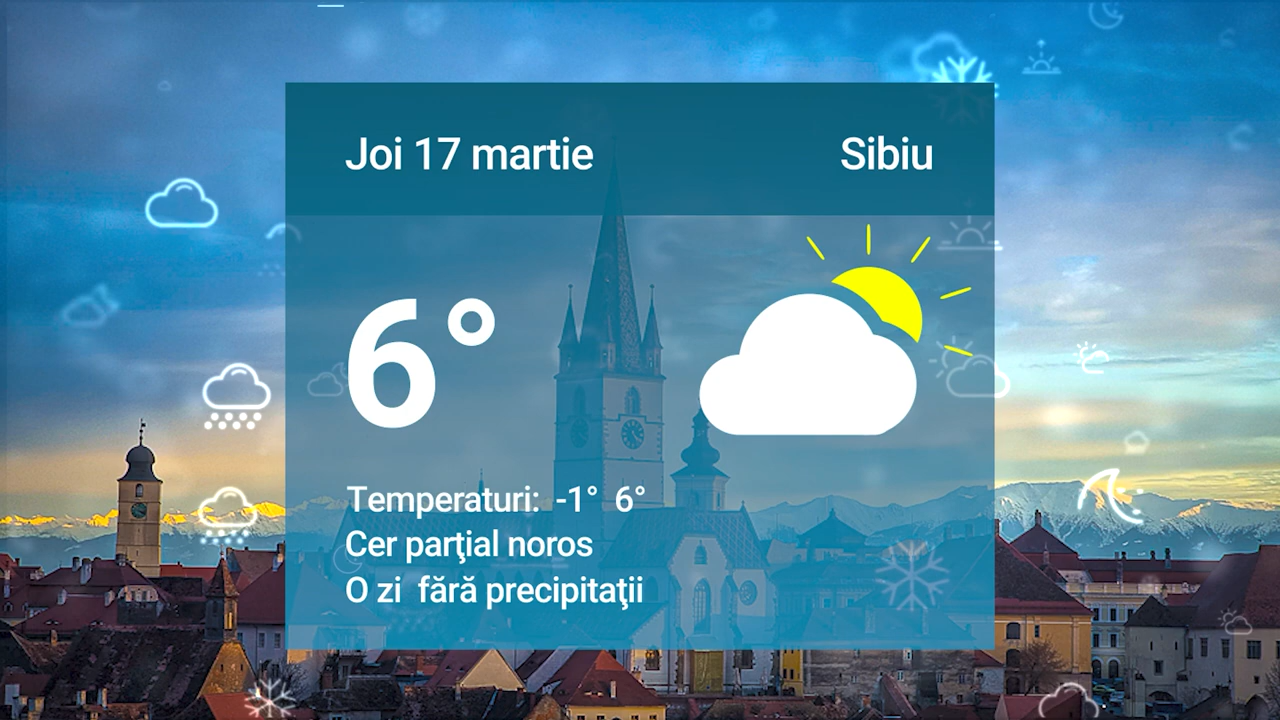 Joi 17 martie
Sibiu
6°
Temperaturi: -1° 6°
Cer parţial noros
O zi fără precipitaţii